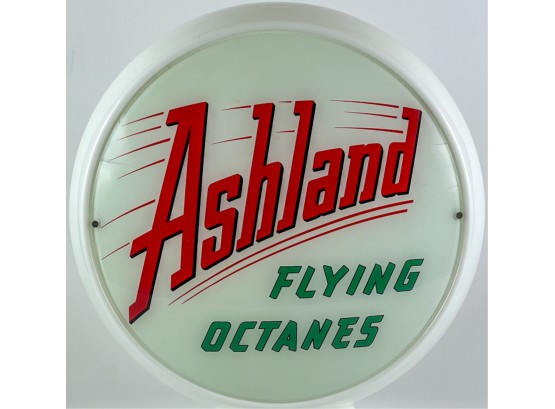 Ashland
FLYING
OCTANES